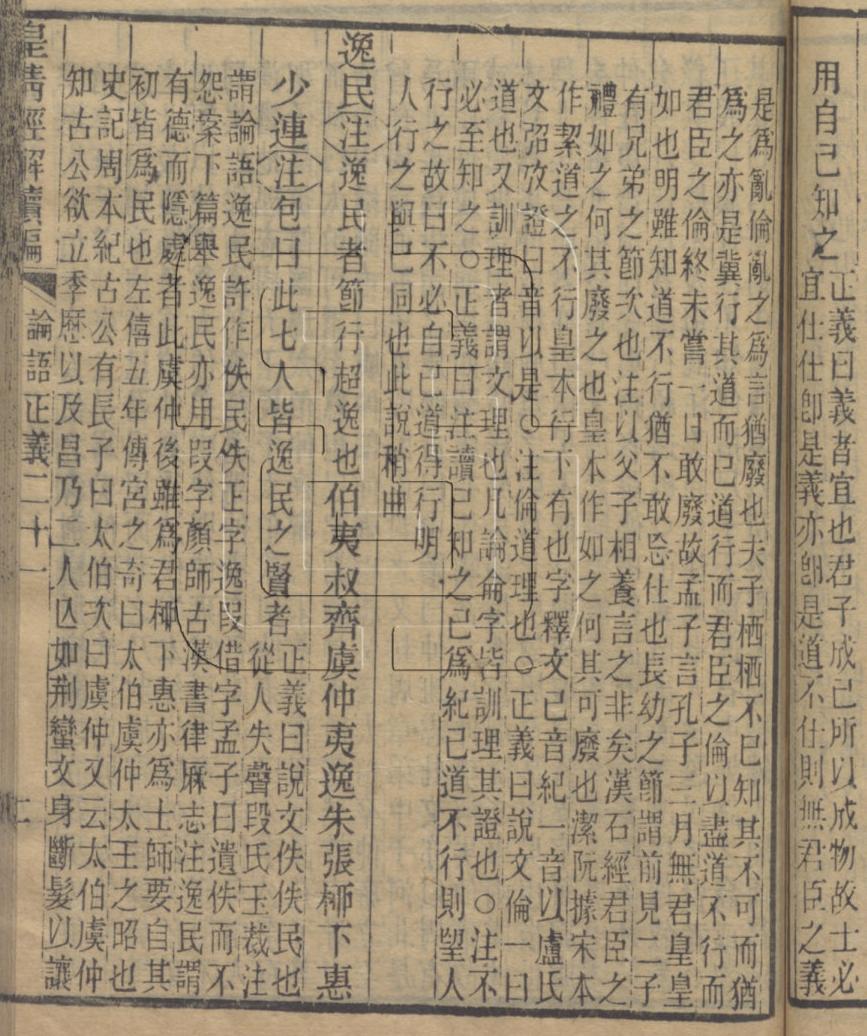 用自己知之
正義曰義者宜也君子成己所以成物故士必
宜仕仕卽是義亦卽是道不仕則無君臣之義
是爲亂倫亂之爲言猶廢也夫子栖栖不已知其不可而猶
爲之亦是冀行其道而已道行而君臣之倫以盡道不行而
君臣之倫終未嘗一日敢廢故孟子言孔子三月無君皇皇
如也明雖知道不行猶不敢忘仕也長幼之節謂前見二子
有兄弟之節次也注以父子相養言之非矣漢石經君臣之
禮如之何其廢之也皇本作如之何其可廢也潔阮據宋本
作絜道之不行皇本行下有也字釋文己音紀一音以盧氏
文弨攷證曰音以是○注倫道理也○正義曰說文倫一曰
道也又訓理者謂文理也凡論倫字皆訓理其證也○注不
必至知之○正義曰注讀己知之己爲紀己道不行則望人
行之故曰不必自己道得行明
人行之與己同也此說稍曲
逸民注逸民者節行超逸也伯夷叔齊虞仲夷逸朱張柳下惠
少連注包曰此七人皆逸民之賢者
正義曰說文佚佚民也
從人失聲段氏玉裁注
謂論語逸民許作佚民佚正字逸段借字孟子曰遺佚而不
怨案下篇舉逸民亦用段字顏師古漢書律厤志注逸民謂
有德而隱處者此虞仲後雖爲君柳下惠亦爲士師要自其
初皆爲民也左僖五年傳宮之奇曰太伯虞仲太王之昭也
史記周本紀古公有長子曰太伯次曰虞仲又云太伯虞仲
知古公欲立季歷以及昌乃二人亾如荆蠻文身斷髮以讓
皇清經解續編
論語正義二十一
二